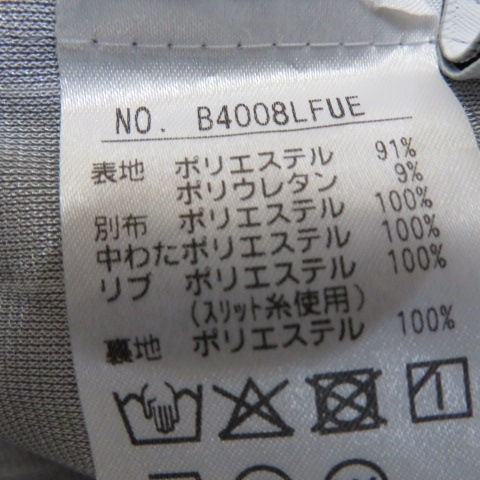 NO. B4008LFUE
表地 ポリエステル 91%
ポリウレタン 9%
別布 ポリエステル 100%
中わた ポリエステル 100%
リブ ポリエステル 100%
(スリット糸使用)
裏地 ポリエステル 100%